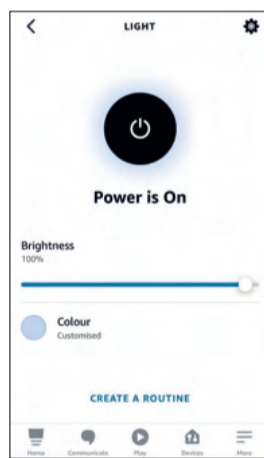 LIGHT
Power is On
Brightness
100%
Colour
Customised
CREATE A ROUTINE
Home Communicate Play Devices More